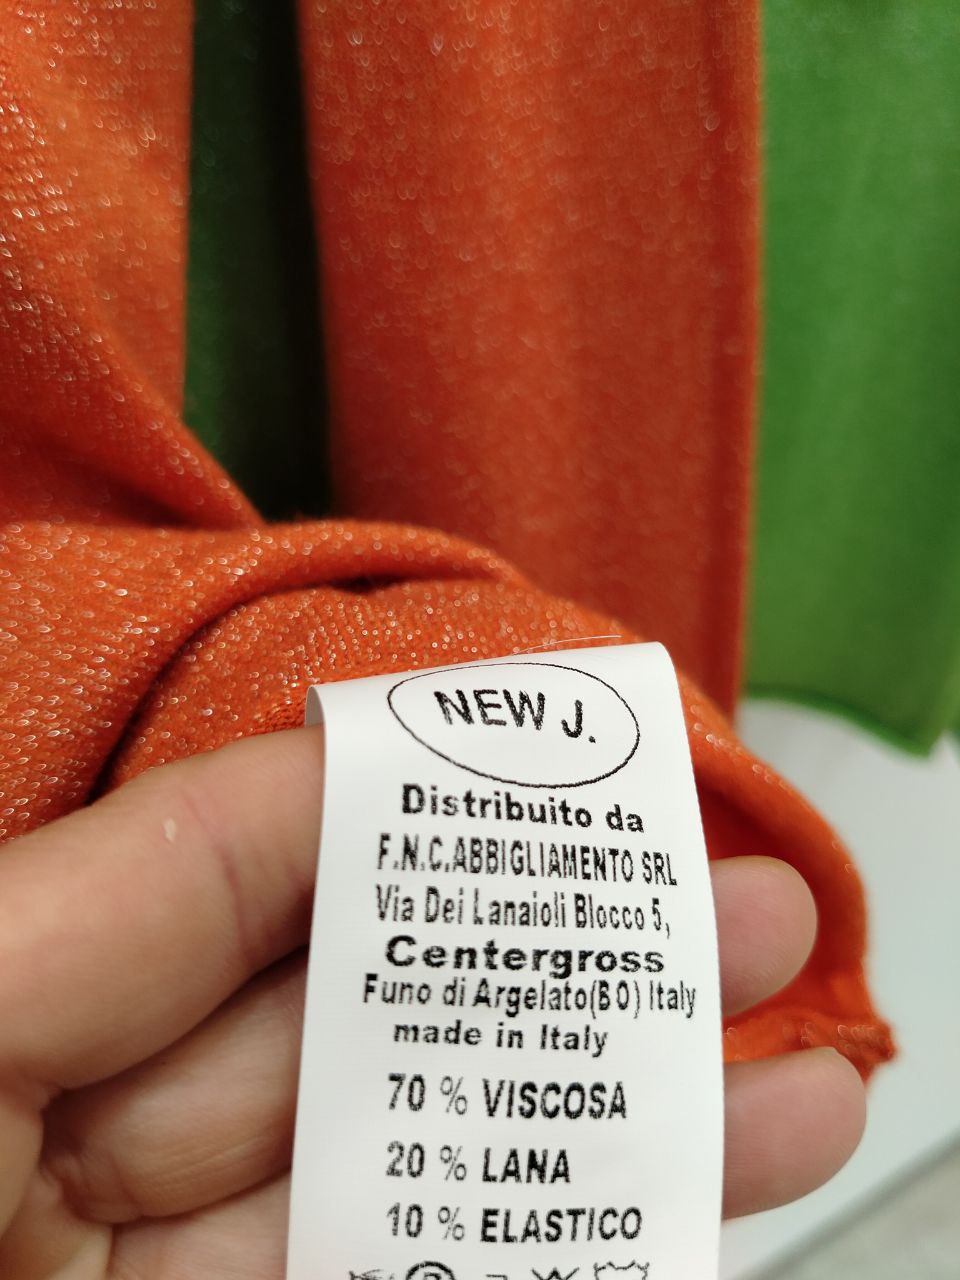 NEW J.
Distribuito da
F.N.C.ABBIGLIAMENTO SRL
Via Dei Lanaioli Blocco 5,
Centergross
Funo di Argelato(BO) Italy
made in Italy
70 % VISCOSA
20 % LANA
10 % ELASTICO